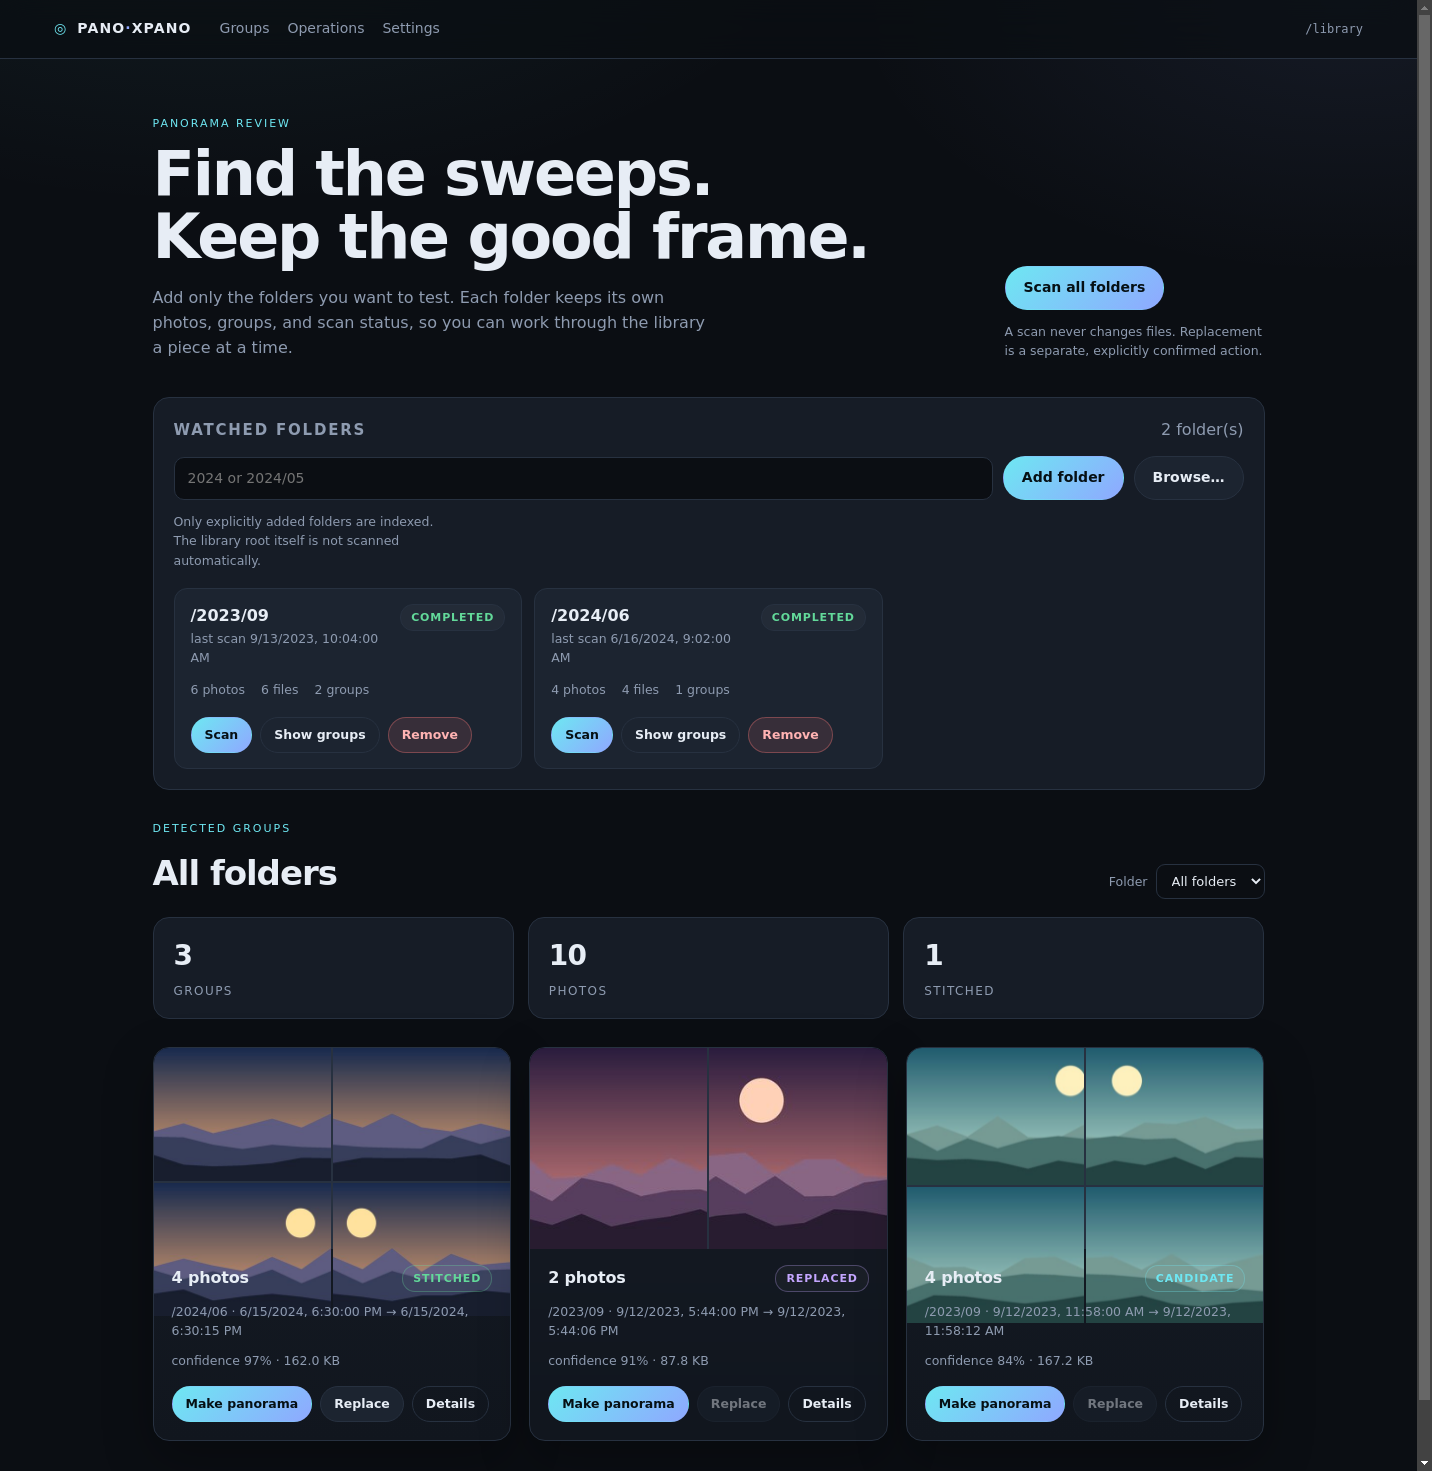 ◎ PANO·XPANO Groups Operations Settings /library
PANORAMA REVIEW
Find the sweeps.
Keep the good frame.
Add only the folders you want to test. Each folder keeps its own
photos, groups, and scan status, so you can work through the library
a piece at a time.
Scan all folders
A scan never changes files. Replacement
is a separate, explicitly confirmed action.
WATCHED FOLDERS 2 folder(s)
2024 or 2024/05 Add folder Browse…
Only explicitly added folders are indexed.
The library root itself is not scanned
automatically.
/2023/09 COMPLETED
last scan 9/13/2023, 10:04:00
AM
6 photos 6 files 2 groups
Scan Show groups Remove
/2024/06 COMPLETED
last scan 6/16/2024, 9:02:00
AM
4 photos 4 files 1 groups
Scan Show groups Remove
DETECTED GROUPS
All folders
Folder All folders
3
GROUPS
10
PHOTOS
1
STITCHED
4 photos STITCHED
/2024/06 · 6/15/2024, 6:30:00 PM → 6/15/2024,
6:30:15 PM
confidence 97% · 162.0 KB
Make panorama Replace Details
2 photos REPLACED
/2023/09 · 9/12/2023, 5:44:00 PM → 9/12/2023,
5:44:06 PM
confidence 91% · 87.8 KB
Make panorama Replace Details
4 photos CANDIDATE
/2023/09 · 9/12/2023, 11:58:00 AM → 9/12/2023,
11:58:12 AM
confidence 84% · 167.2 KB
Make panorama Replace Details